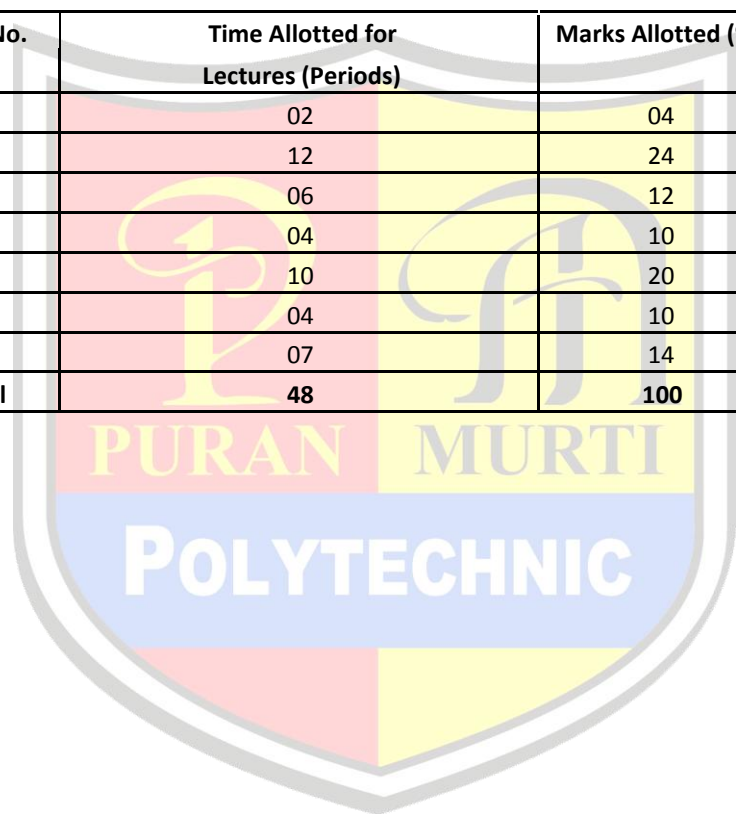 No. Time Allotted for Marks Allotted (
Lectures (Periods)
02 04
12 24
06 12
04 10
10 20
04 10
07 14
l 48 100
P M
PURAN MURTI
POLYTECHNIC